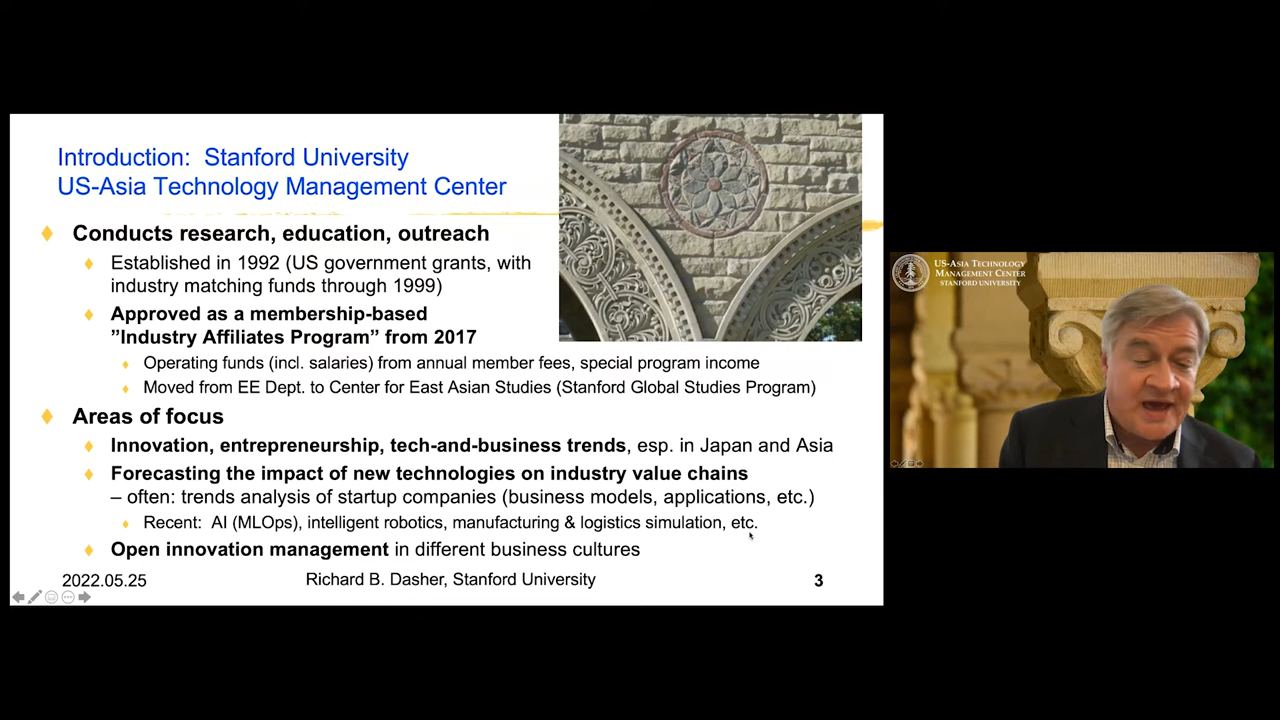 Introduction: Stanford University
US-Asia Technology Management Center
Conducts research, education, outreach
Established in 1992 (US government grants, with
industry matching funds through 1999)
Approved as a membership-based
”Industry Affiliates Program” from 2017
Operating funds (incl. salaries) from annual member fees, special program income
Moved from EE Dept. to Center for East Asian Studies (Stanford Global Studies Program)
Areas of focus
Innovation, entrepreneurship, tech-and-business trends, esp. in Japan and Asia
Forecasting the impact of new technologies on industry value chains
– often: trends analysis of startup companies (business models, applications, etc.)
Recent: AI (MLOps), intelligent robotics, manufacturing & logistics simulation, etc.
Open innovation management in different business cultures
2022.05.25
Richard B. Dasher, Stanford University
3
US-ASIA TECHNOLOGY
MANAGEMENT CENTER
STANFORD UNIVERSITY